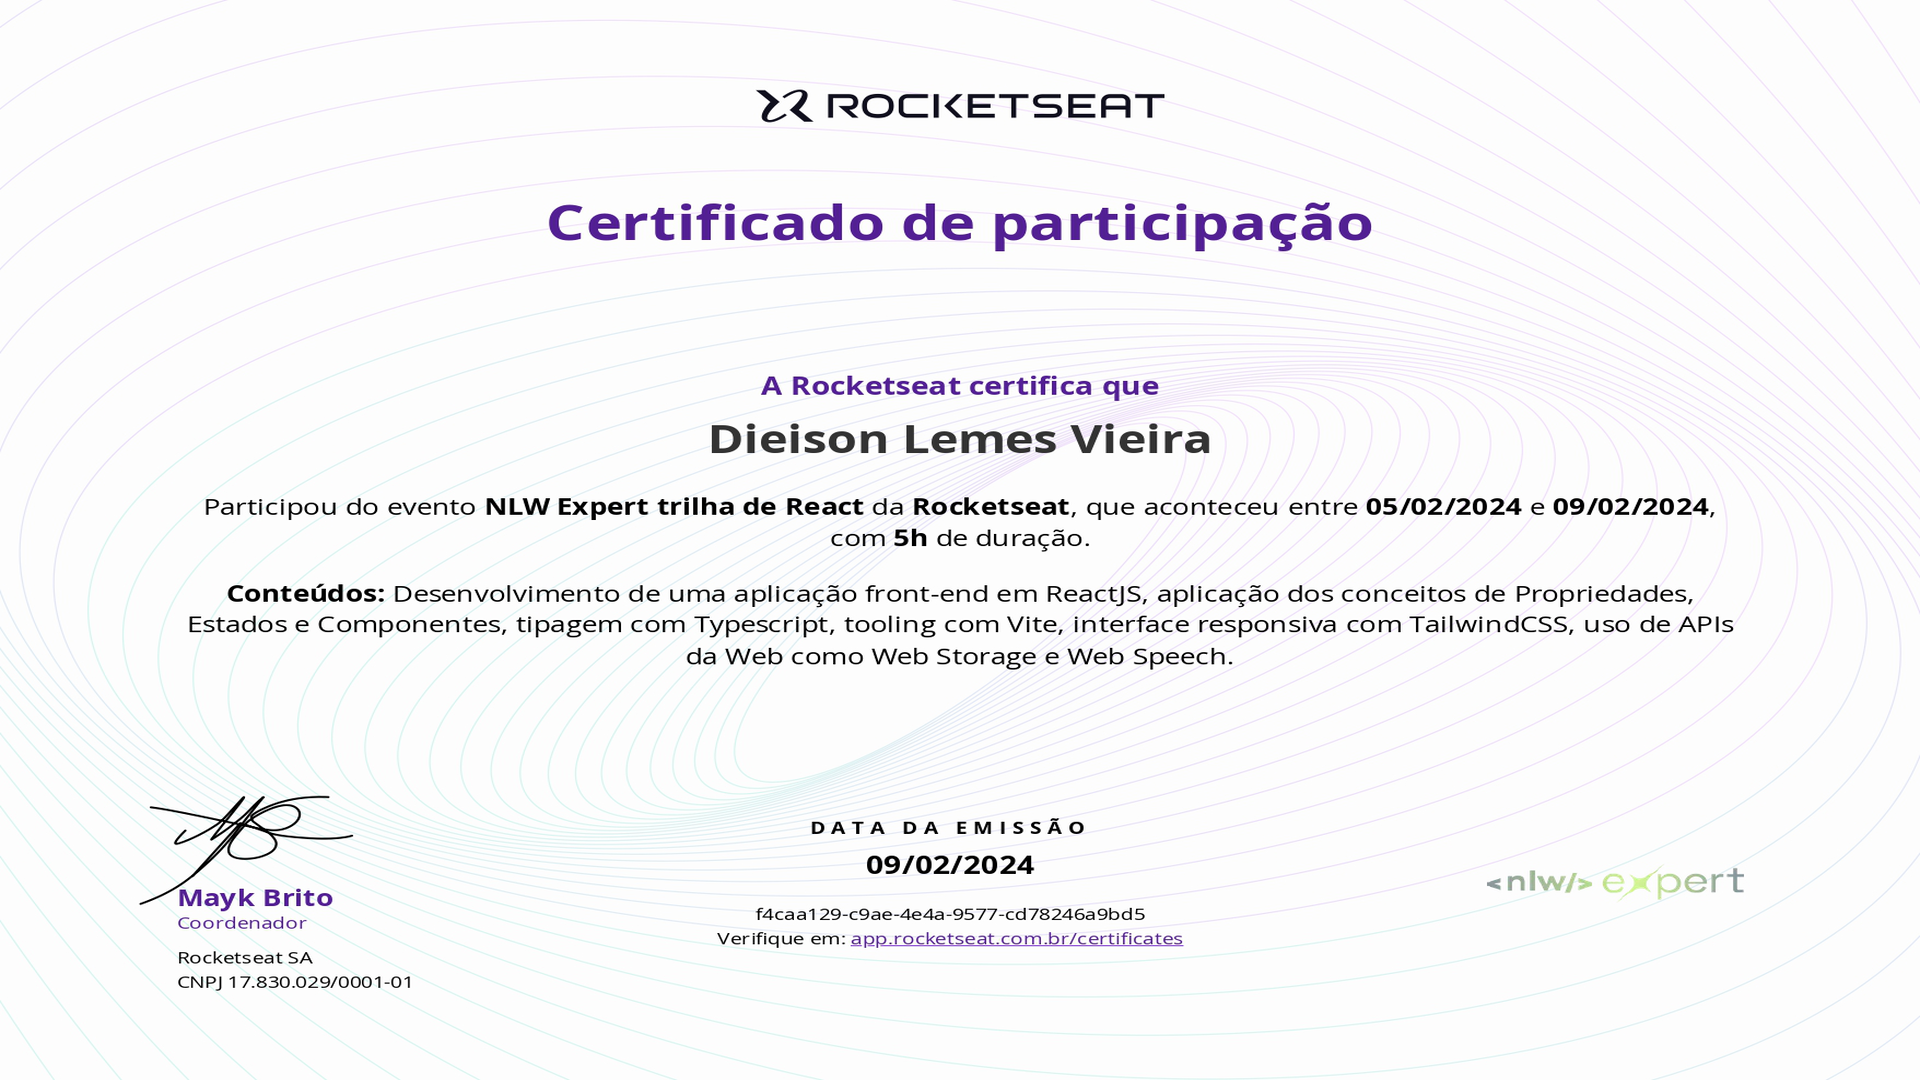 ROCKETSEAT
Certificado de participação
A Rocketseat certifica que
Dieison Lemes Vieira
Participou do evento NLW Expert trilha de React da Rocketseat, que aconteceu entre 05/02/2024 e 09/02/2024,
com 5h de duração.
Conteúdos: Desenvolvimento de uma aplicação front-end em ReactJS, aplicação dos conceitos de Propriedades,
Estados e Componentes, tipagem com Typescript, tooling com Vite, interface responsiva com TailwindCSS, uso de APIs
da Web como Web Storage e Web Speech.
Mayk Brito
Coordenador
Rocketseat SA
CNPJ 17.830.029/0001-01
DATA DA EMISSÃO
09/02/2024
f4caa129-c9ae-4e4a-9577-cd78246a9bd5
Verifique em: app.rocketseat.com.br/certificates
<nlw/> expert